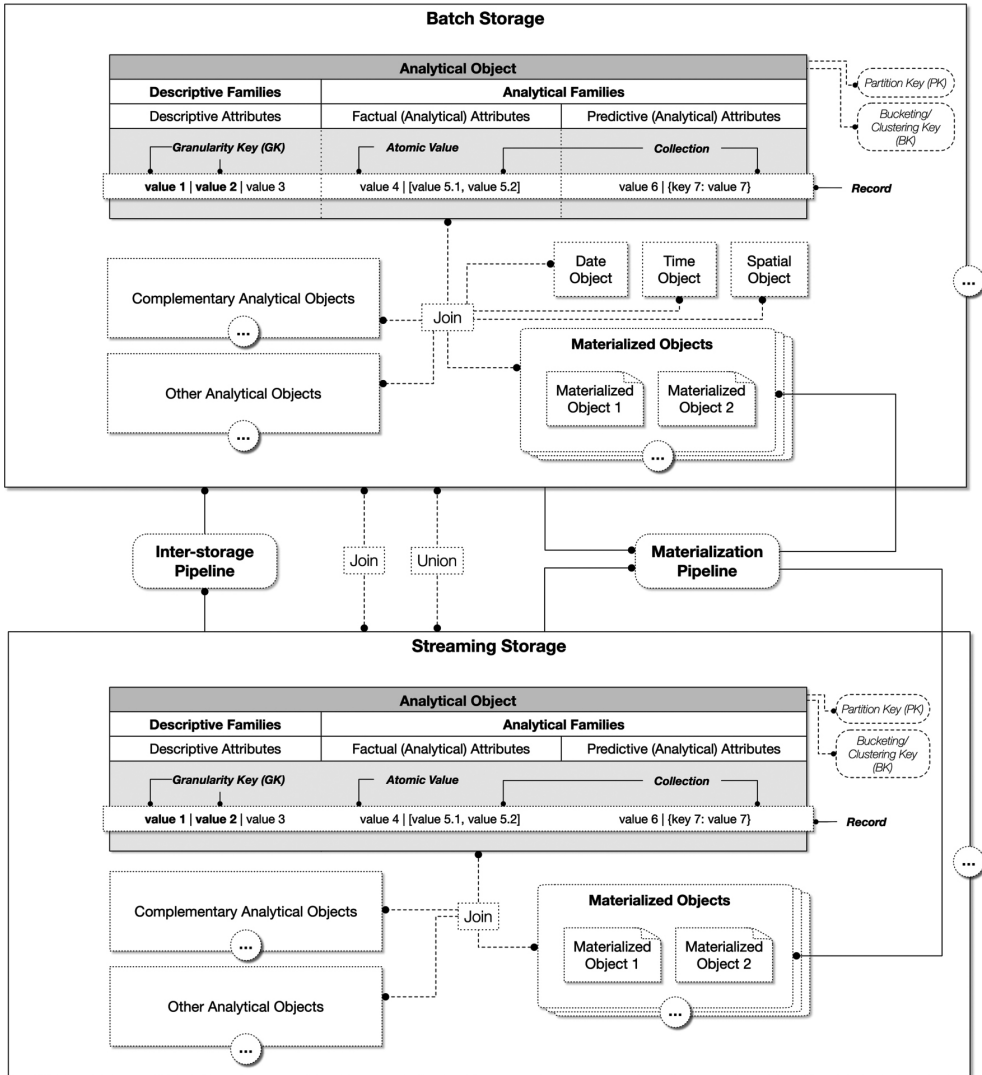 Batch Storage
Analytical Object
Descriptive Families
Analytical Families
Descriptive Attributes
Factual (Analytical) Attributes
Predictive (Analytical) Attributes
Partition Key (PK)
Bucketing/
Clustering Key
(BK)
Granularity Key (GK)
Atomic Value
Collection
value 1 | value 2 | value 3
value 4 | [value 5.1, value 5.2]
value 6 | {key 7: value 7}
Record
Date
Object
Time
Object
Spatial
Object
...
Complementary Analytical Objects
...
Join
Other Analytical Objects
...
Materialized Objects
Materialized
Object 1
Materialized
Object 2
...
Inter-storage
Pipeline
Join
Union
Materialization
Pipeline
Streaming Storage
Analytical Object
Descriptive Families
Analytical Families
Descriptive Attributes
Factual (Analytical) Attributes
Predictive (Analytical) Attributes
Partition Key (PK)
Bucketing/
Clustering Key
(BK)
Granularity Key (GK)
Atomic Value
Collection
value 1 | value 2 | value 3
value 4 | [value 5.1, value 5.2]
value 6 | {key 7: value 7}
Record
...
Complementary Analytical Objects
...
Join
Other Analytical Objects
...
Materialized Objects
Materialized
Object 1
Materialized
Object 2
...